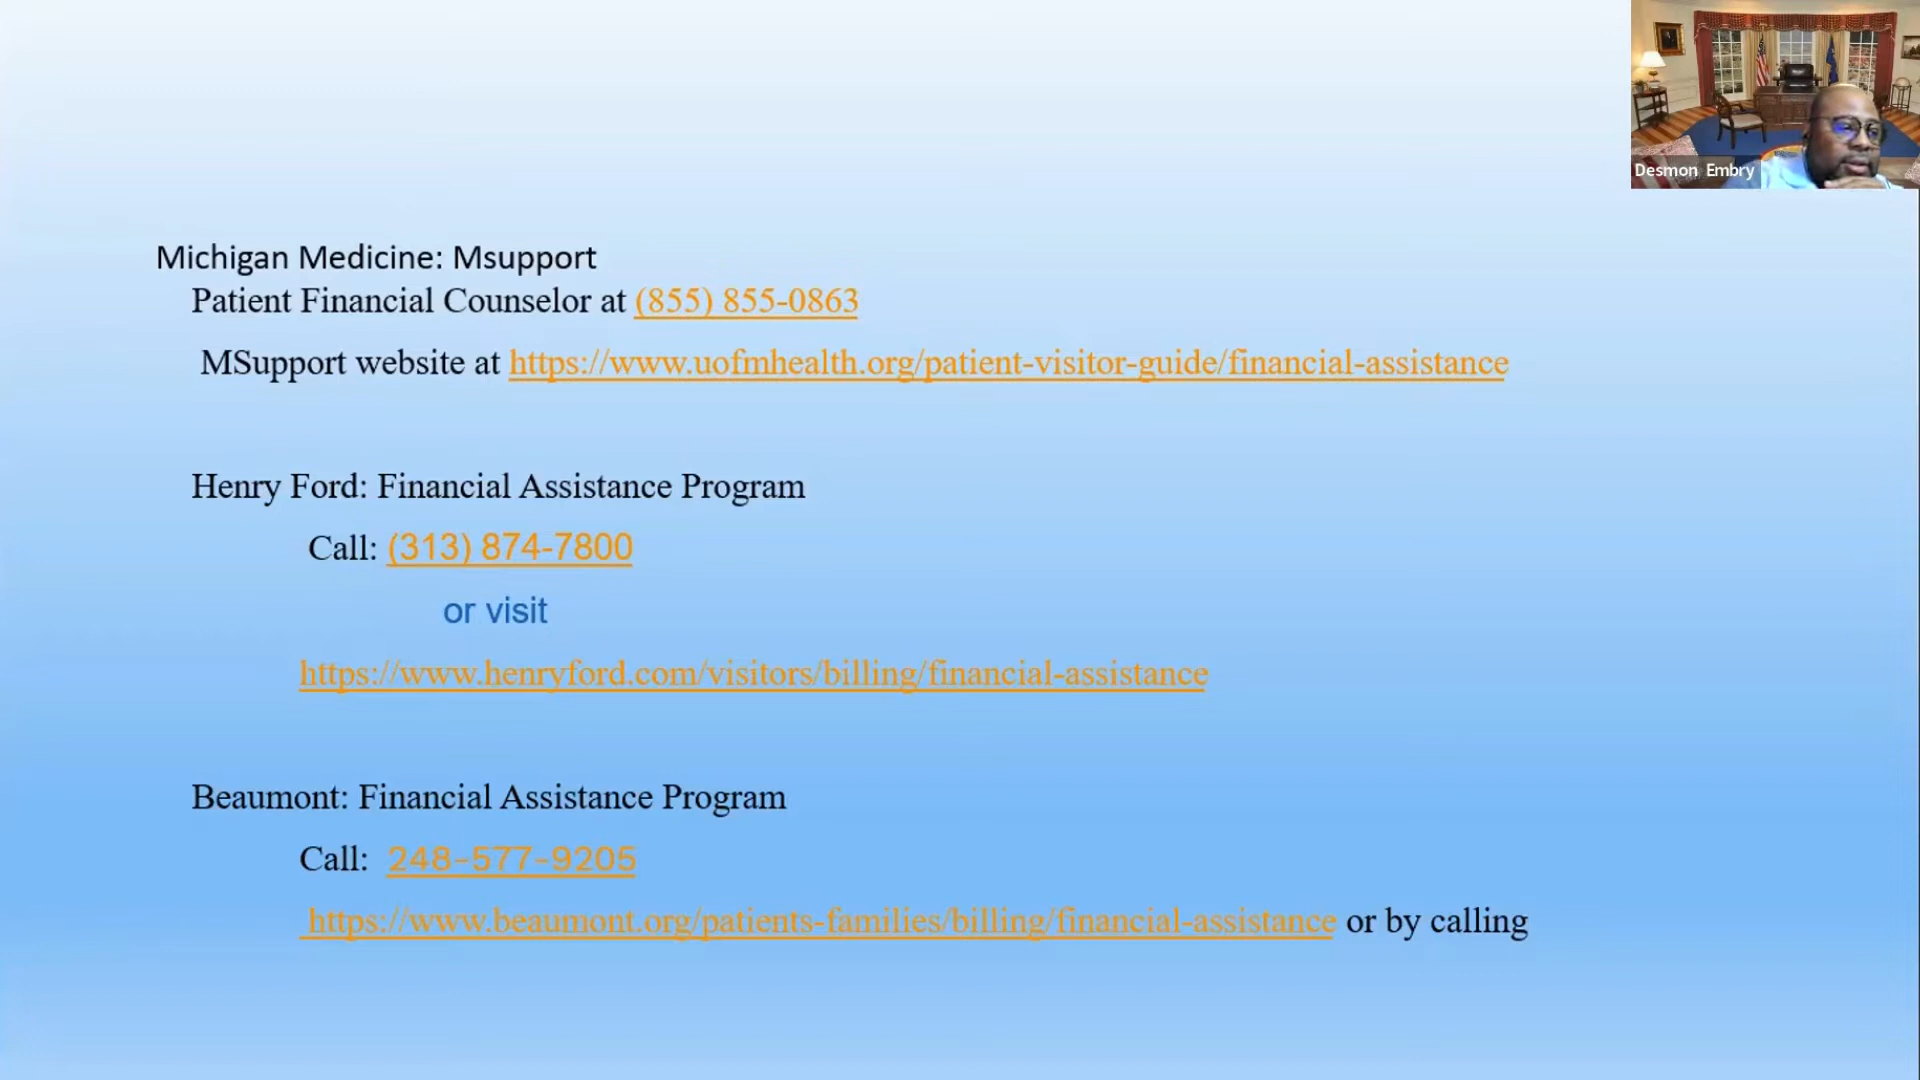 Desmon Embry
Michigan Medicine: Msupport
Patient Financial Counselor at (855) 855-0863
MSupport website at https://www.uofmhealth.org/patient-visitor-guide/financial-assistance
Henry Ford: Financial Assistance Program
Call: (313) 874-7800
or visit
https://www.henryford.com/visitors/billing/financial-assistance
Beaumont: Financial Assistance Program
Call: 248-577-9205
https://www.beaumont.org/patients-families/billing/financial-assistance or by calling